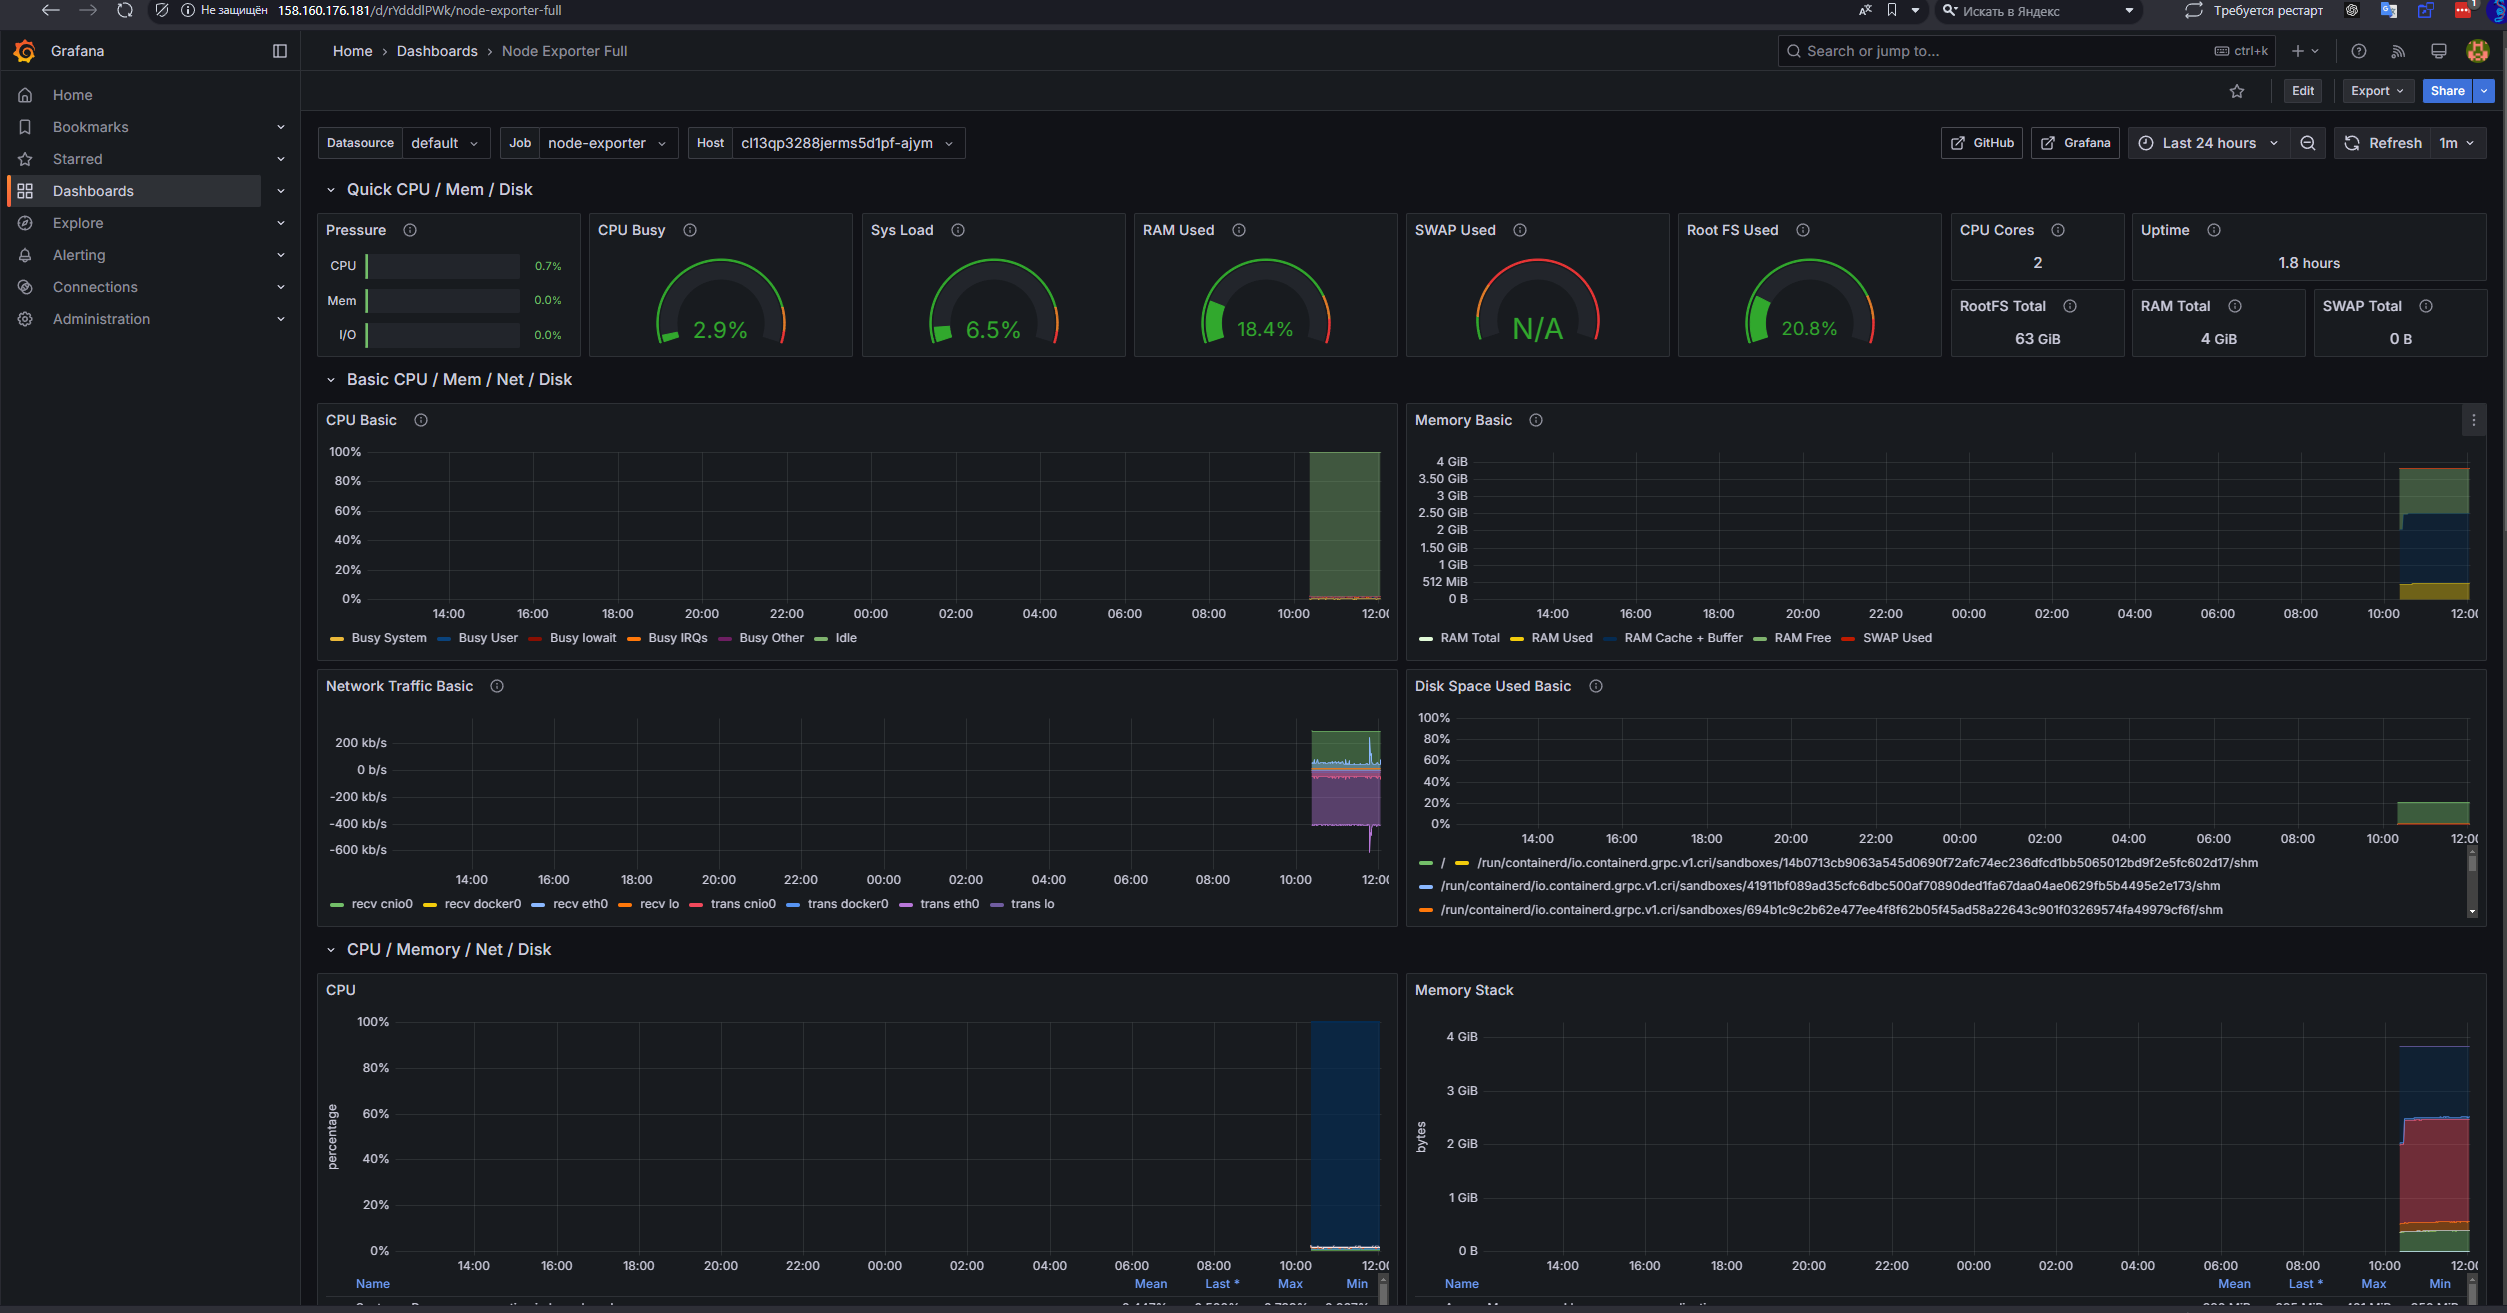 Не защищён 158.160.176.181/d/rYdddlPWk/node-exporter-full
Искать в Яндекс
Требуется рестарт
Grafana
Home › Dashboards › Node Exporter Full
Search or jump to...
ctrl+k
Home
Bookmarks
Starred
Dashboards
Explore
Alerting
Connections
Administration
Edit
Export
Share
Datasource default
Job node-exporter
Host cl13qp3288jerms5d1pf-ajym
GitHub
Grafana
Last 24 hours
Refresh 1m
Quick CPU / Mem / Disk
Pressure
CPU 0.7%
Mem 0.0%
I/O 0.0%
CPU Busy
2.9%
Sys Load
6.5%
RAM Used
18.4%
SWAP Used
N/A
Root FS Used
20.8%
CPU Cores
2
Uptime
1.8 hours
RootFS Total
63 GiB
RAM Total
4 GiB
SWAP Total
0 B
Basic CPU / Mem / Net / Disk
CPU Basic
100%
80%
60%
40%
20%
0%
14:00 16:00 18:00 20:00 22:00 00:00 02:00 04:00 06:00 08:00 10:00 12:00
Busy System Busy User Busy Iowait Busy IRQs Busy Other Idle
Memory Basic
4 GiB
3.50 GiB
3 GiB
2.50 GiB
2 GiB
1.50 GiB
1 GiB
512 MiB
0 B
14:00 16:00 18:00 20:00 22:00 00:00 02:00 04:00 06:00 08:00 10:00 12:00
RAM Total RAM Used RAM Cache + Buffer RAM Free SWAP Used
Network Traffic Basic
200 kb/s
0 b/s
-200 kb/s
-400 kb/s
-600 kb/s
14:00 16:00 18:00 20:00 22:00 00:00 02:00 04:00 06:00 08:00 10:00 12:00
recv cnio0 recv docker0 recv eth0 recv lo trans cnio0 trans docker0 trans eth0 trans lo
Disk Space Used Basic
100%
80%
60%
40%
20%
0%
14:00 16:00 18:00 20:00 22:00 00:00 02:00 04:00 06:00 08:00 10:00 12:00
/ /run/containerd/io.containerd.grpc.v1.cri/sandboxes/14b0713cb9063a545d0690f72afc74ec236dfcd1bb5065012bd9f2e5fc602d17/shm
/run/containerd/io.containerd.grpc.v1.cri/sandboxes/41911bf089ad35cfc6dbc500af70890ded1fa67daa04ae0629fb5b4495e2e173/shm
/run/containerd/io.containerd.grpc.v1.cri/sandboxes/694b1c9c2b62e477ee4f8f62b05f45ad58a22643c901f03269574fa49979cf6f/shm
CPU / Memory / Net / Disk
CPU
percentage
100%
80%
60%
40%
20%
0%
14:00 16:00 18:00 20:00 22:00 00:00 02:00 04:00 06:00 08:00 10:00 12:00
Name Mean Last * Max Min
Memory Stack
bytes
4 GiB
3 GiB
2 GiB
1 GiB
0 B
14:00 16:00 18:00 20:00 22:00 00:00 02:00 04:00 06:00 08:00 10:00 12:00
Name Mean Last * Max Min